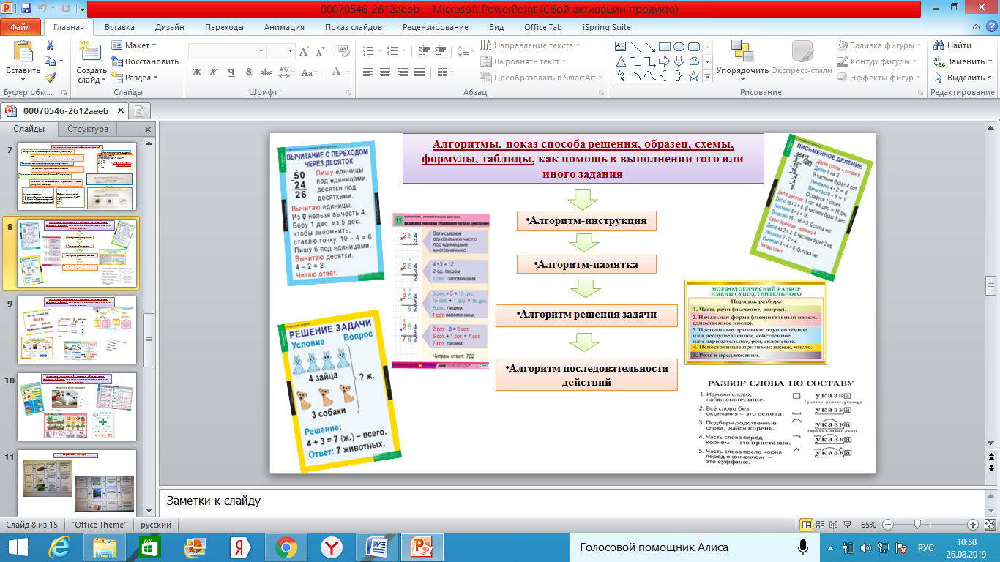 00070546-2612aeeb - Microsoft PowerPoint (Сбой активации продукта)
Файл Главная Вставка Дизайн Переходы Анимация Показ слайдов Рецензирование Вид Office Tab iSpring Suite
Вставить
Буфер обм...
Создать слайд
Макет
Восстановить
Раздел
Слайды
Ж К Ч S abc AV Aa А
Шрифт
Направление текста
Выровнять текст
Преобразовать в SmartArt
Абзац
Упорядочить
Экспресс-стили
Заливка фигуры
Контур фигуры
Эффекты фигур
Рисование
Найти
Заменить
Выделить
Редактирование
00070546-2612aeeb
Слайды Структура
7
8
9
10
11
Алгоритмы, показ способа решения, образец, схемы,
формулы, таблицы, как помощь в выполнении того или
иного задания
•Алгоритм-инструкция
•Алгоритм-памятка
•Алгоритм решения задачи
•Алгоритм последовательности
действий
ВЫЧИТАНИЕ С ПЕРЕХОДОМ
ЧЕРЕЗ ДЕСЯТОК
50
24
26
Пишу единицы
под единицами,
десятки под
десятками.
Вычитаю единицы.
Из 0 нельзя вычесть 4.
Беру 1 дес. из 5 дес.,
чтобы запомнить,
ставлю точку. 10 – 4 = 6
Пишу 6 под единицами.
Вычитаю десятки.
4 – 2 = 2
Читаю ответ.
11
Записываем
однозначное число
под единицами
многозначного.
4 · 3 = 12
2 ед. пишем
1 дес. запоминаем
5 дес. · 3 = 15 дес.
15 дес. + 1 дес. = 16 дес.
6 дес. пишем.
1 сот. запоминаем.
2 сот. · 3 = 6 сот.
6 сот. + 1 сот. = 7 сот.
7 сот. пишем.
Читаем ответ: 762
РЕШЕНИЕ ЗАДАЧИ
Условие Вопрос
4 зайца
? ж.
3 собаки
Решение:
4 + 3 = 7 (ж.) – всего.
Ответ: 7 животных.
ПИСЬМЕННОЕ ДЕЛЕНИЕ
Делю сотни – сотен 9.
Делю 9 на 2.
В частном будет 4 сот.
Умножаю 4 · 2 = 8
Вычитаю 9 – 8 = 1
Остаётся 1 сотня.
Делю десятки. 1 сот. и 6 дес. = 16 дес.
Делю 16 : 2 = 8. В частном будет 8 дес.
Умножаю 8 · 2 = 16.
Вычитаю 16 – 16 = 0. Остатка нет.
Делю единицы – единиц 4.
Делю 4 : 2 = 2. В частном будет 2 ед.
Умножаю 2 · 2 = 4.
Вычитаю 4 – 4 = 0. Остатка нет.
Читаю ответ.
МОРФОЛОГИЧЕСКИЙ РАЗБОР
ИМЕНИ СУЩЕСТВИТЕЛЬНОГО
Порядок разбора
1. Часть речи (значение, вопрос).
2. Начальная форма (именительный падеж,
единственное число).
3. Постоянные признаки: одушевлённое
или неодушевленное, собственное
или нарицательное, род, склонение.
4. Непостоянные признаки: падеж, число.
5. Роль в предложении.
РАЗБОР СЛОВА ПО СОСТАВУ
1. Измени слово,
найди окончание.
указка
(указки, указке, указку)
2. Всё слово без
окончания — это основа.
указка
3. Подбери родственные
слова, найди корень.
указка
(приказ, заказ, указ)
4. Часть слова перед
корнем — это приставка.
указка
5. Часть слова после корня
перед окончанием —
это суффикс.
указка
Заметки к слайду
Слайд 8 из 15 "Office Theme" русский 65%
Голосовой помощник Алиса
РУС
10:58
26.08.2019